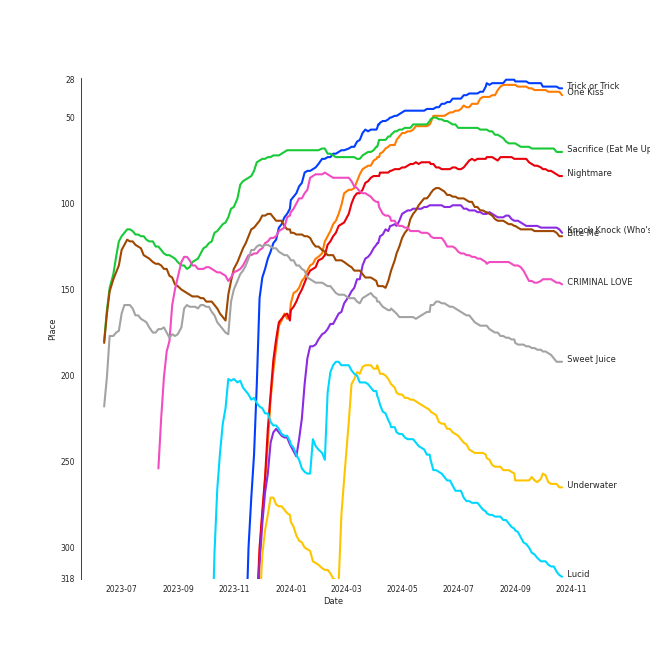 28
50
100
150
200
250
300
318
Place
2023-07
2023-09
2023-11
2024-01
2024-03
2024-05
2024-07
2024-09
2024-11
Date
Trick or Trick
One Kiss
Sacrifice (Eat Me Up
Nightmare
Knock Knock (Who's
Bite Me
CRIMINAL LOVE
Sweet Juice
Underwater
Lucid